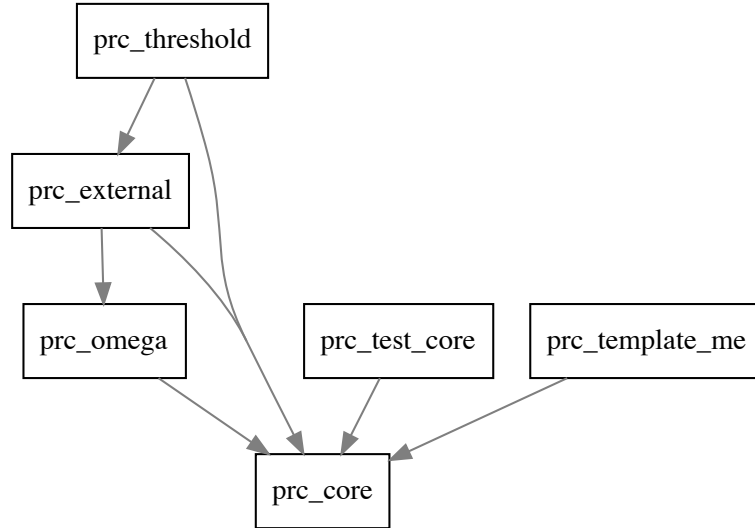 prc_threshold
prc_external
prc_omega
prc_test_core
prc_template_me
prc_core